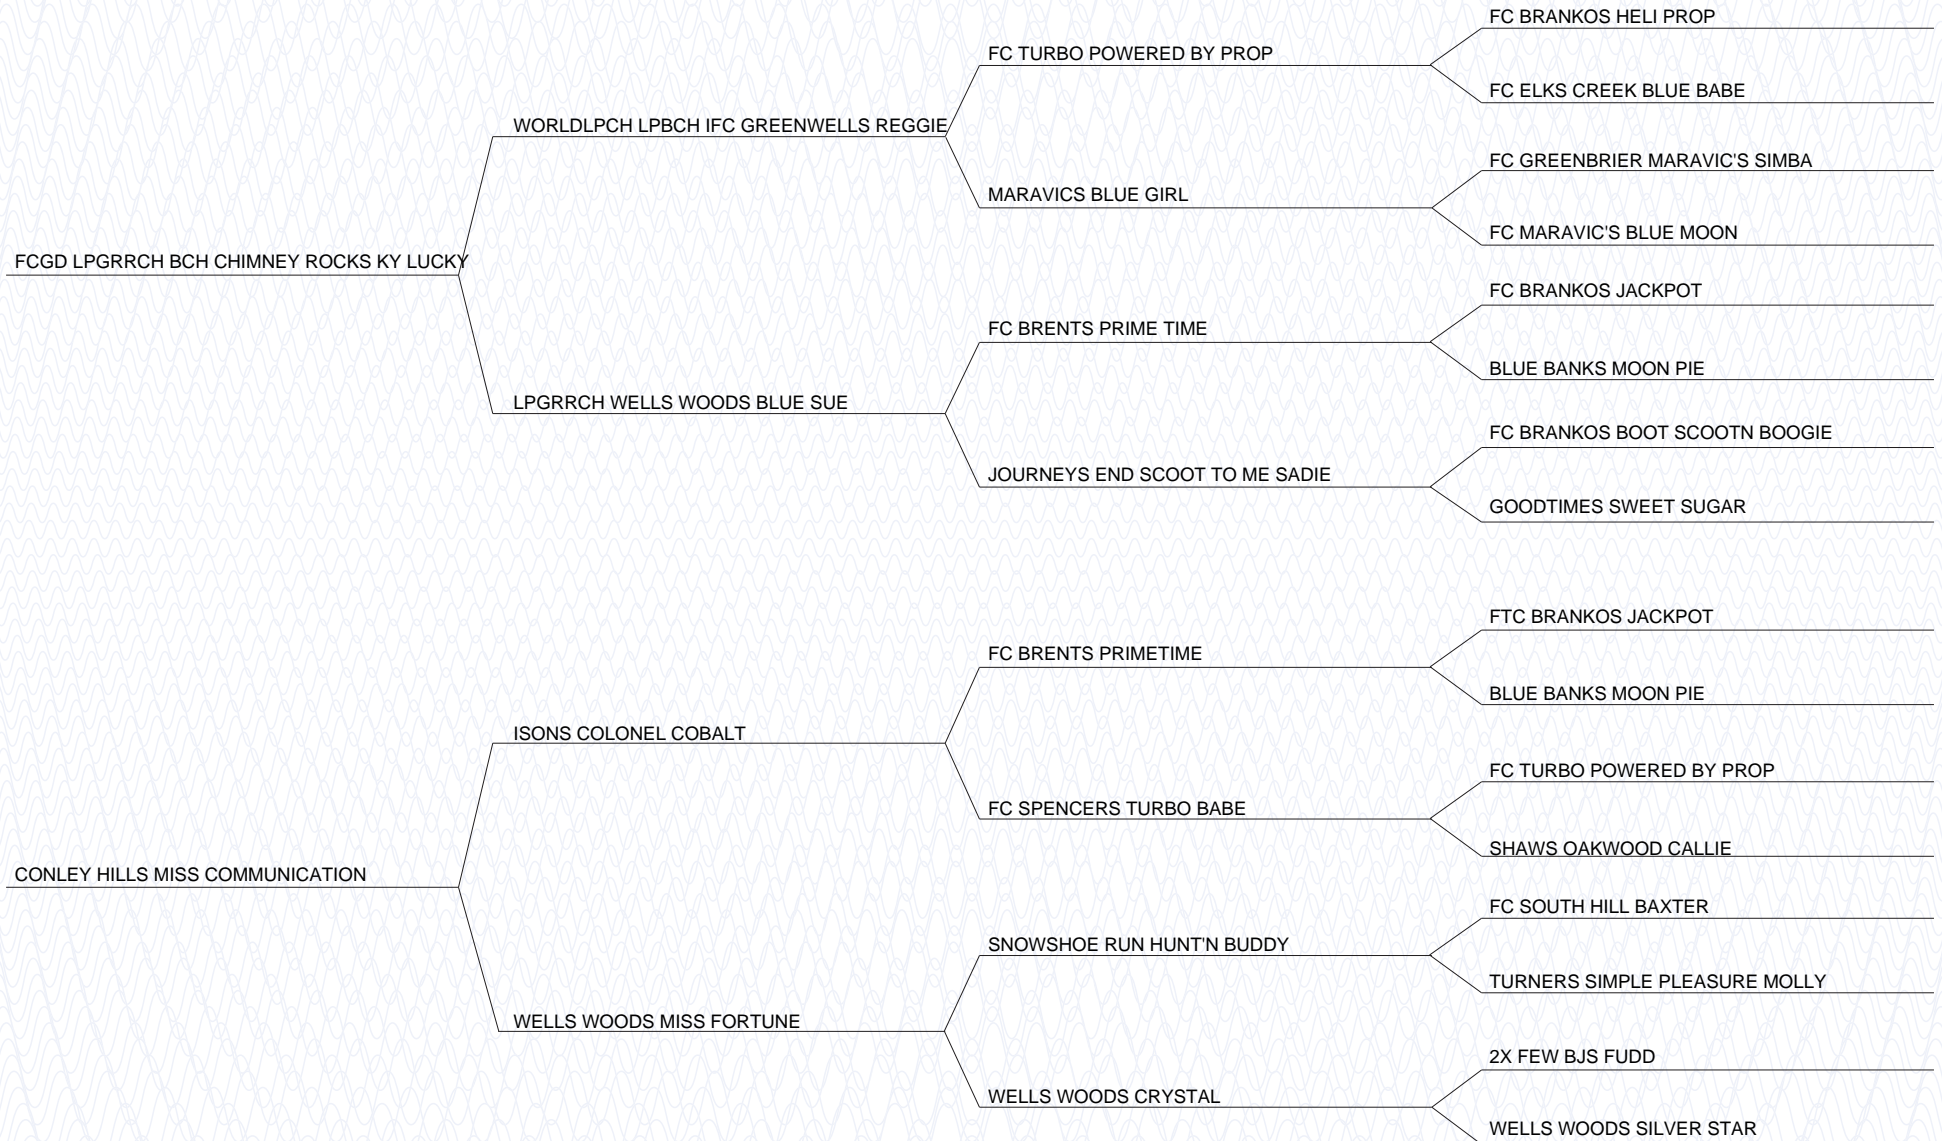 FC BRANKOS HELI PROP
FC TURBO POWERED BY PROP
FC ELKS CREEK BLUE BABE
WORLDLPCH LPBCH IFC GREENWELLS REGGIE
FC GREENBRIER MARAVIC'S SIMBA
MARAVICS BLUE GIRL
FC MARAVIC'S BLUE MOON
FCGD LPGRRCH BCH CHIMNEY ROCKS KY LUCKY
FC BRANKOS JACKPOT
FC BRENTS PRIME TIME
BLUE BANKS MOON PIE
LPGRRCH WELLS WOODS BLUE SUE
FC BRANKOS BOOT SCOOTN BOOGIE
JOURNEYS END SCOOT TO ME SADIE
GOODTIMES SWEET SUGAR
FTC BRANKOS JACKPOT
FC BRENTS PRIMETIME
BLUE BANKS MOON PIE
ISONS COLONEL COBALT
FC TURBO POWERED BY PROP
FC SPENCERS TURBO BABE
SHAWS OAKWOOD CALLIE
CONLEY HILLS MISS COMMUNICATION
FC SOUTH HILL BAXTER
SNOWSHOE RUN HUNT'N BUDDY
TURNERS SIMPLE PLEASURE MOLLY
WELLS WOODS MISS FORTUNE
2X FEW BJS FUDD
WELLS WOODS CRYSTAL
WELLS WOODS SILVER STAR